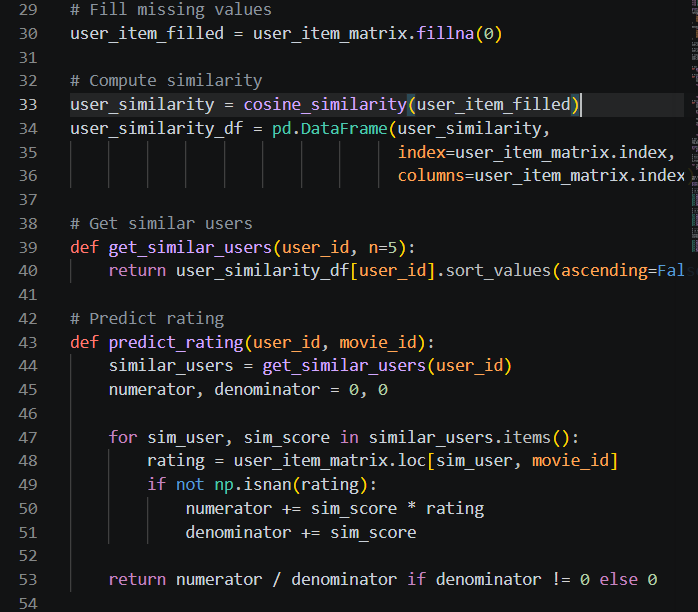 29 # Fill missing values
30 user_item_filled = user_item_matrix.fillna(0)
31
32 # Compute similarity
33 user_similarity = cosine_similarity(user_item_filled)
34 user_similarity_df = pd.DataFrame(user_similarity,
35                                   index=user_item_matrix.index,
36                                   columns=user_item_matrix.index
37
38 # Get similar users
39 def get_similar_users(user_id, n=5):
40     return user_similarity_df[user_id].sort_values(ascending=Fals
41
42 # Predict rating
43 def predict_rating(user_id, movie_id):
44     similar_users = get_similar_users(user_id)
45     numerator, denominator = 0, 0
46
47     for sim_user, sim_score in similar_users.items():
48         rating = user_item_matrix.loc[sim_user, movie_id]
49         if not np.isnan(rating):
50             numerator += sim_score * rating
51             denominator += sim_score
52
53     return numerator / denominator if denominator != 0 else 0
54